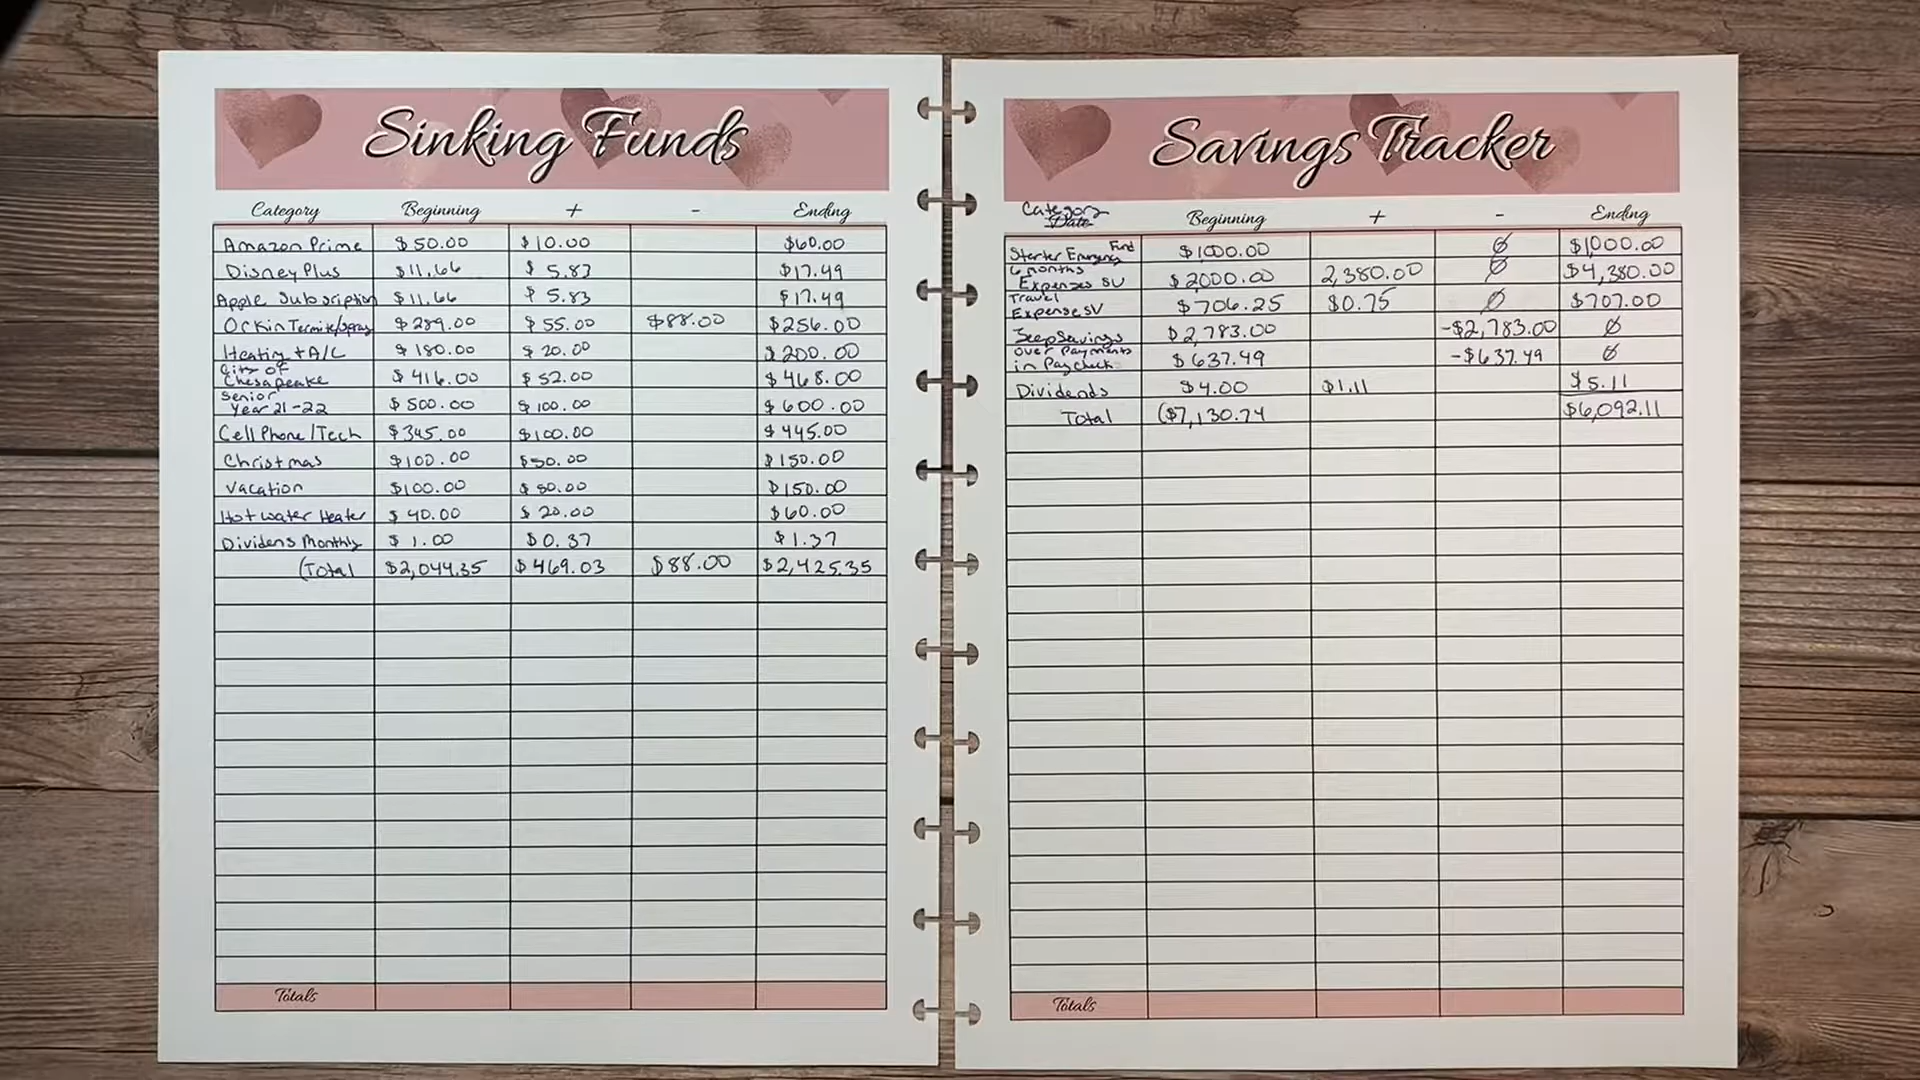 Sinking Funds
Category Beginning + - Ending
Amazon Prime $50.00 $10.00 $60.00
Disney Plus $11.66 $5.83 $17.49
Apple Subscription $11.66 $5.83 $17.49
Orkin Termite/Spray $289.00 $55.00 $88.00 $256.00
Heating + A/C $180.00 $20.00 $200.00
City of Chesapeake $416.00 $52.00 $468.00
Senior Year 21-22 $500.00 $100.00 $600.00
Cell Phone/Tech $345.00 $100.00 $445.00
Christmas $100.00 $50.00 $150.00
Vacation $100.00 $50.00 $150.00
Hot water Heater $40.00 $20.00 $60.00
Dividens Monthly $1.00 $0.37 $1.37
(Total $2,044.35 $469.03 $88.00 $2,425.35
Totals
Savings Tracker
Category
Date Beginning + - Ending
Starter Emergency Fund $1000.00 Ø $1,000.00
6 months Expenses SV $2000.00 2,380.00 Ø $4,380.00
Travel Expenses SV $706.25 $0.75 Ø $707.00
Savings $2,783.00 -$2,783.00 Ø
Over Payments in Paycheck $637.49 -$637.49 Ø
Dividends $4.00 $1.11 $5.11
Total ($7,130.74 $6,092.11
Totals